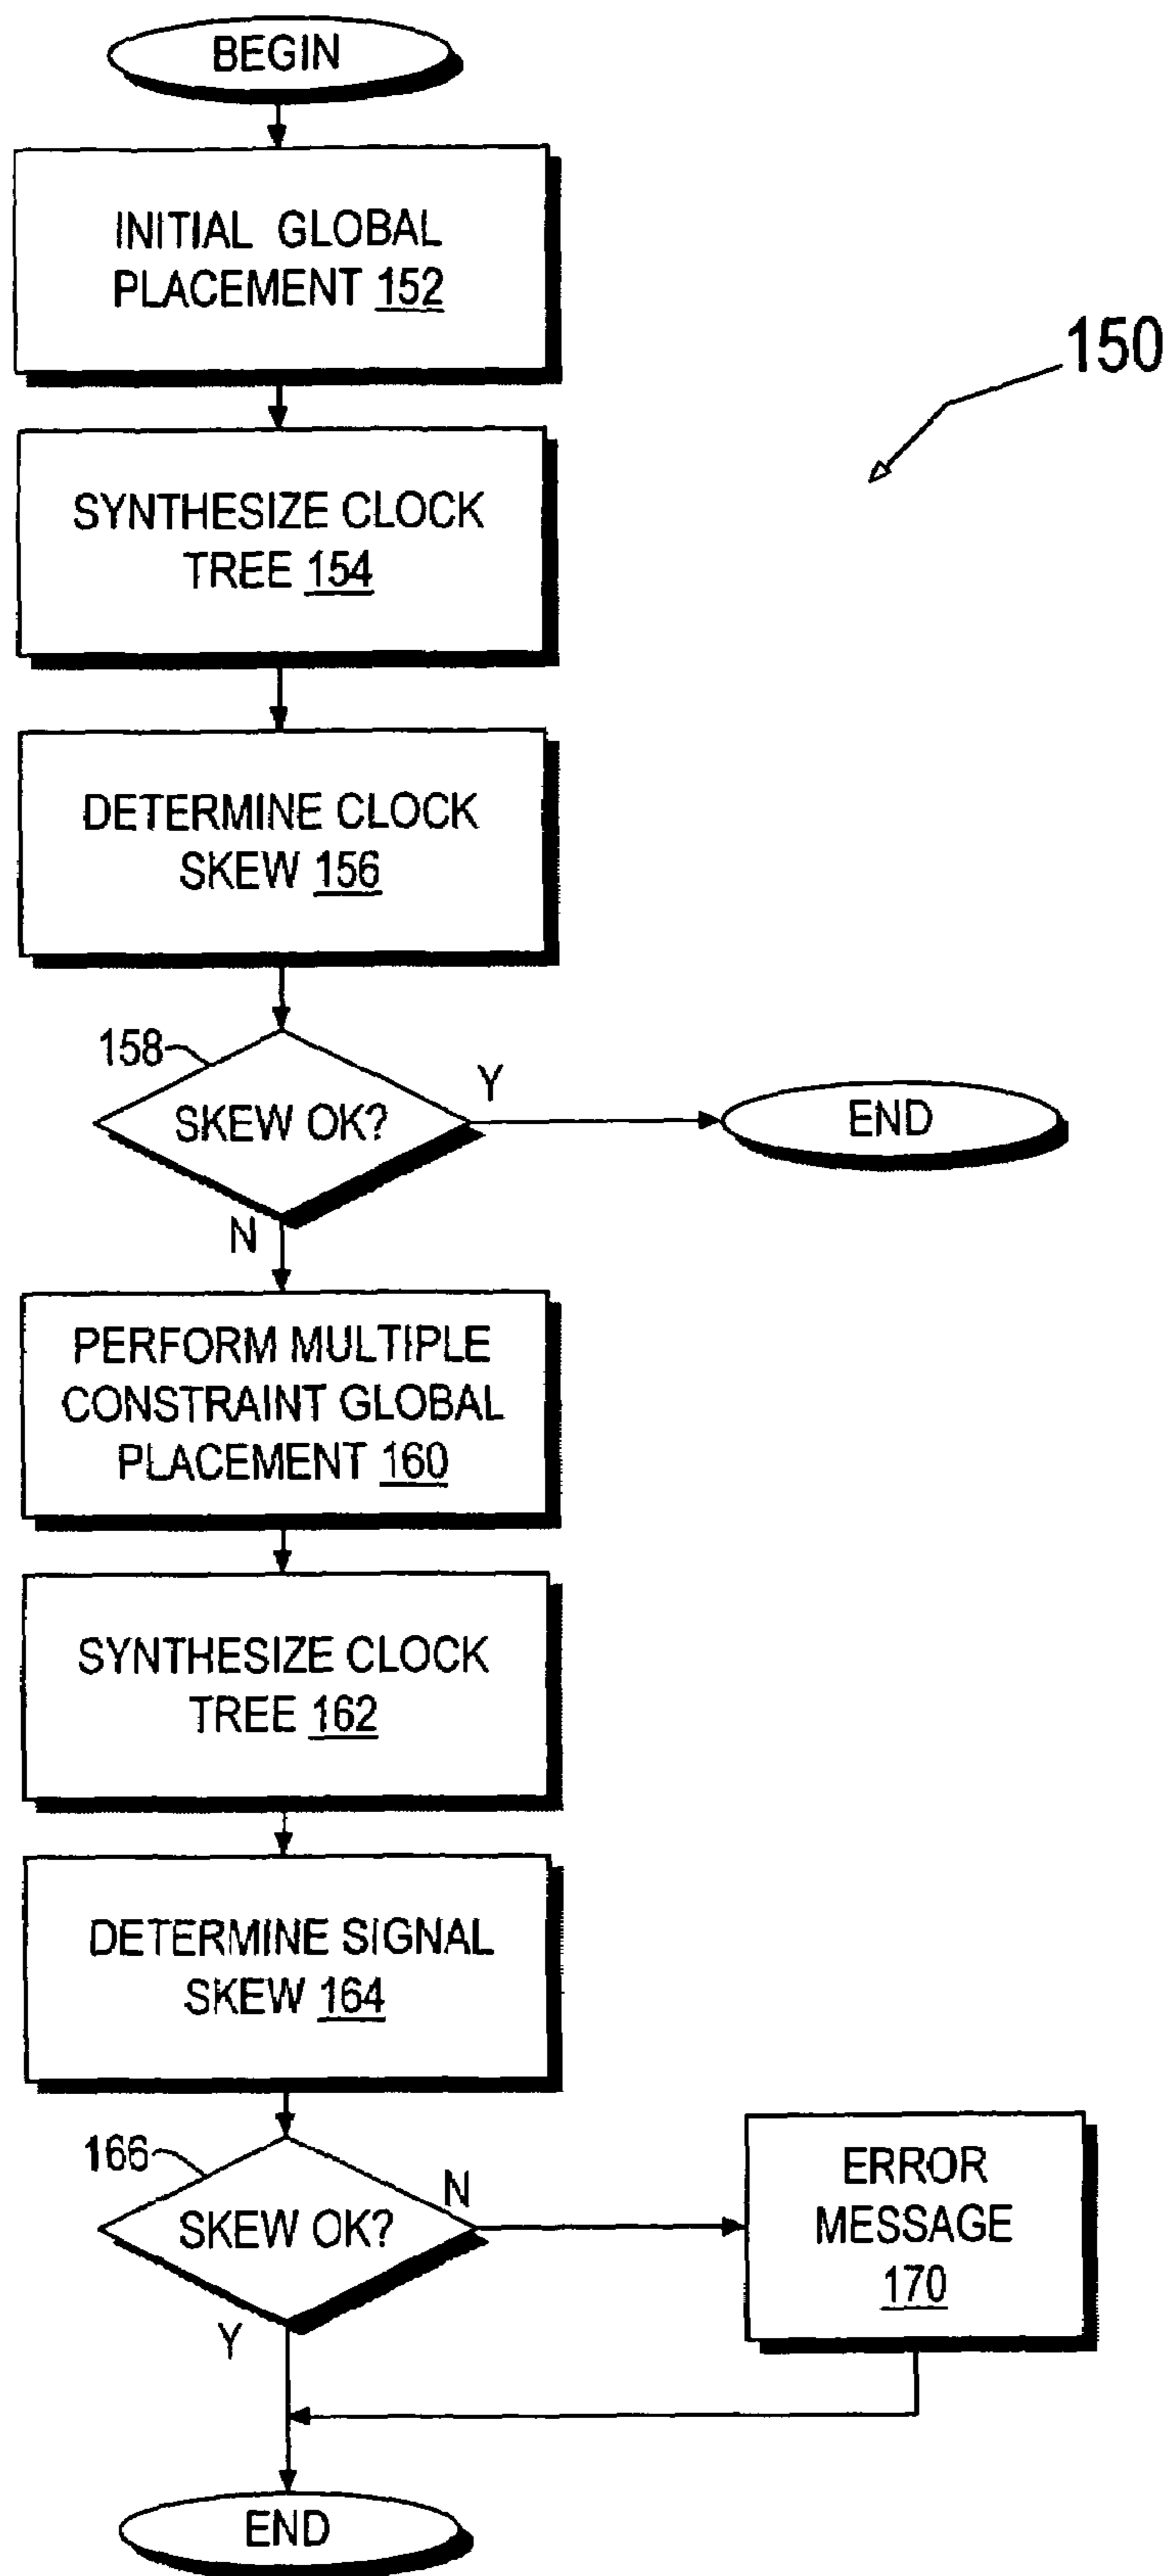 BEGIN
INITIAL GLOBAL
PLACEMENT 152
150
SYNTHESIZE CLOCK
TREE 154
DETERMINE CLOCK
SKEW 156
158
SKEW OK?
Y
END
N
PERFORM MULTIPLE
CONSTRAINT GLOBAL
PLACEMENT 160
SYNTHESIZE CLOCK
TREE 162
DETERMINE SIGNAL
SKEW 164
166
SKEW OK?
N
ERROR
MESSAGE
170
Y
END